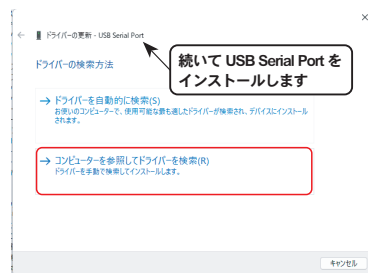 ドライバーの更新 - USB Serial Port
続いて USB Serial Port を
インストールします
ドライバーの検索方法
→ ドライバーを自動的に検索(S)
お使いのコンピューターで、使用可能な最も適したドライバーが検索され、デバイスにインストール
されます。
→ コンピューターを参照してドライバーを検索(R)
ドライバーを手動で検索してインストールします。
キャンセル